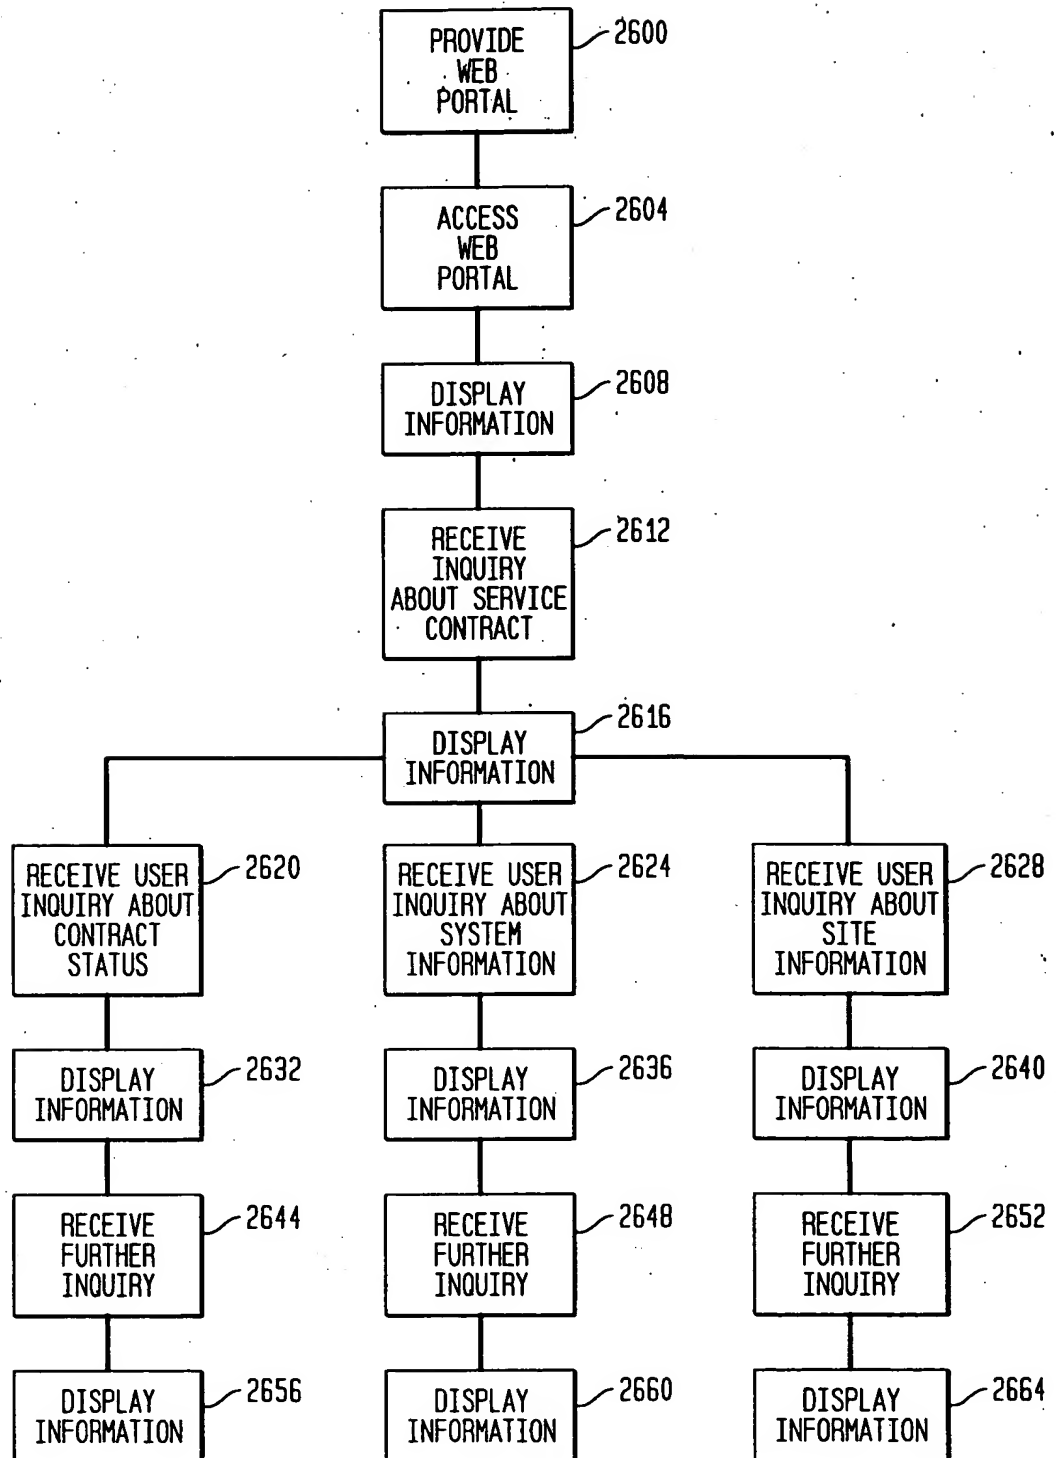 PROVIDE
WEB
PORTAL
2600
ACCESS
WEB
PORTAL
2604
DISPLAY
INFORMATION
2608
RECEIVE
INQUIRY
ABOUT SERVICE
CONTRACT
2612
DISPLAY
INFORMATION
2616
RECEIVE USER
INQUIRY ABOUT
CONTRACT
STATUS
2620
RECEIVE USER
INQUIRY ABOUT
SYSTEM
INFORMATION
2624
RECEIVE USER
INQUIRY ABOUT
SITE
INFORMATION
2628
DISPLAY
INFORMATION
2632
DISPLAY
INFORMATION
2636
DISPLAY
INFORMATION
2640
RECEIVE
FURTHER
INQUIRY
2644
RECEIVE
FURTHER
INQUIRY
2648
RECEIVE
FURTHER
INQUIRY
2652
DISPLAY
INFORMATION
2656
DISPLAY
INFORMATION
2660
DISPLAY
INFORMATION
2664